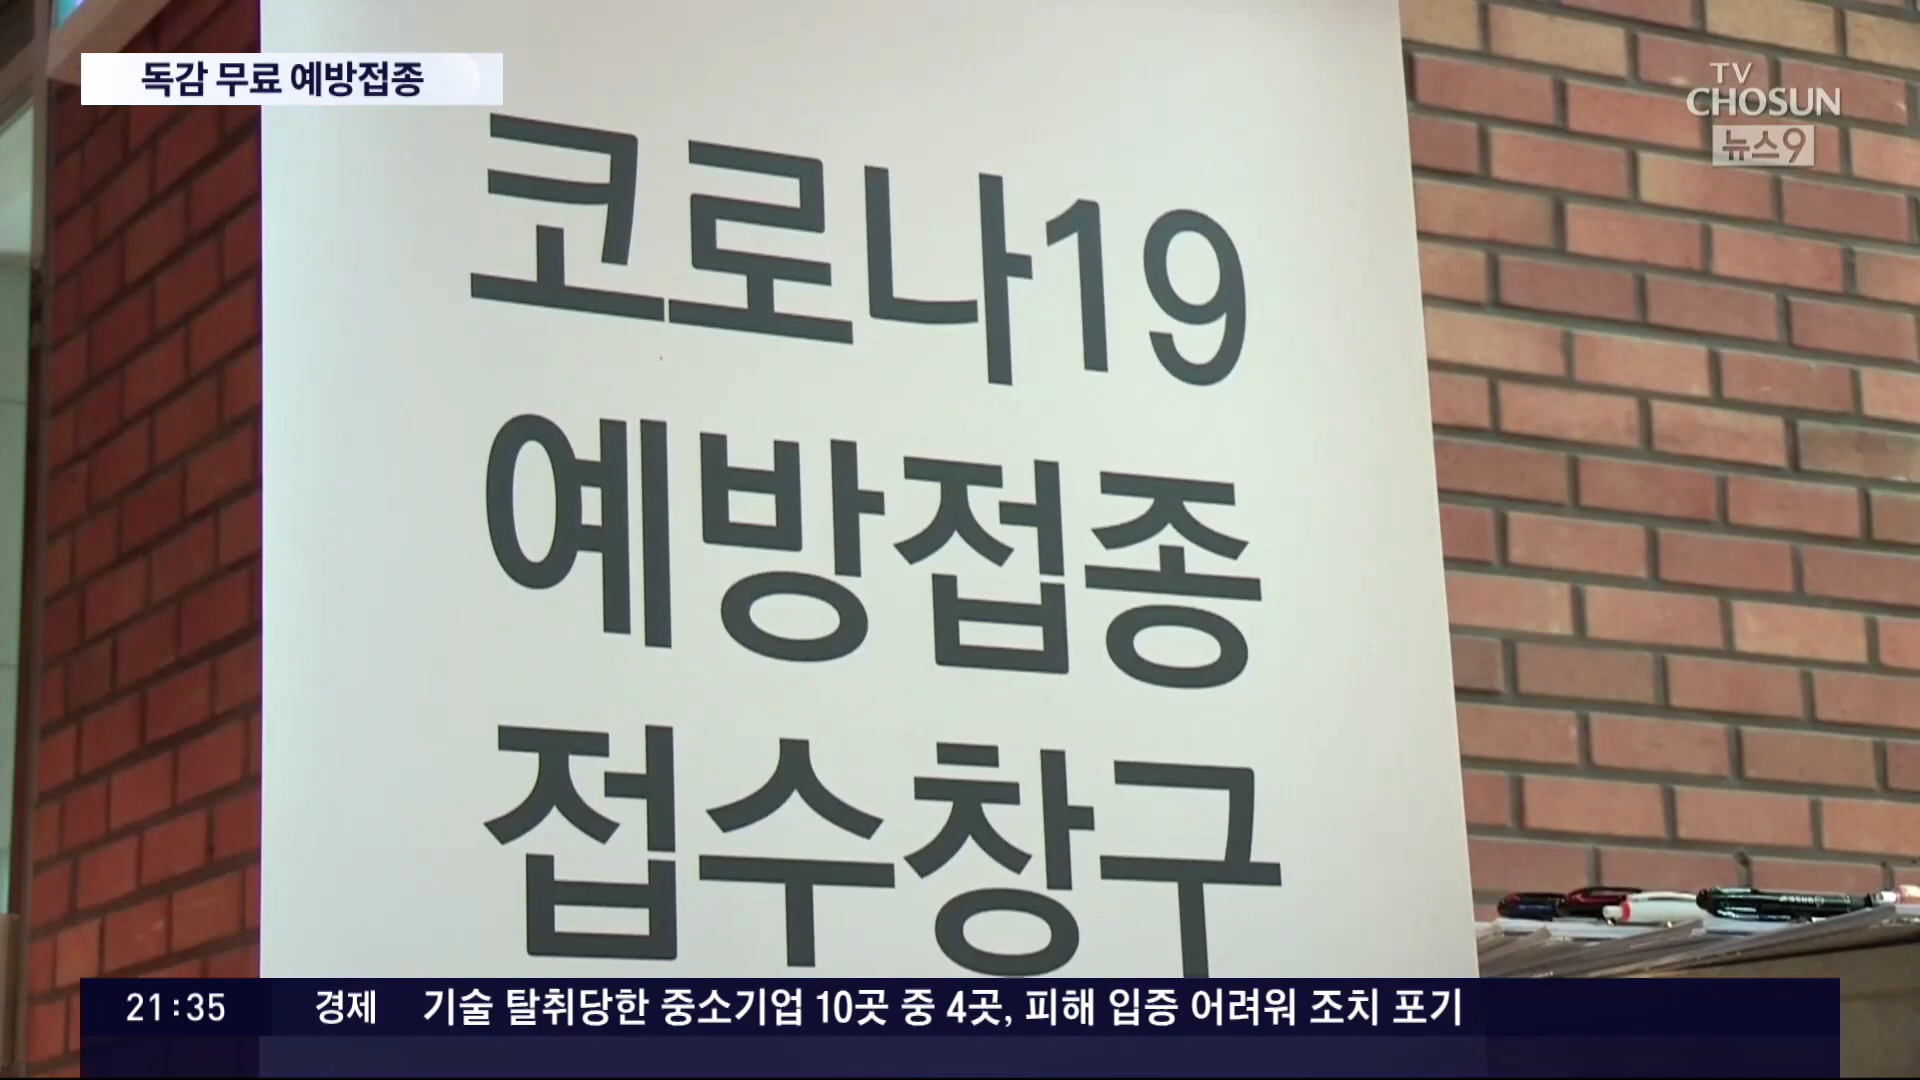 독감 무료 예방접종
TV
CHOSUN
뉴스9
코로나19
예방접종
접수창구
21:35 경제 기술 탈취당한 중소기업 10곳 중 4곳, 피해 입증 어려워 조치 포기